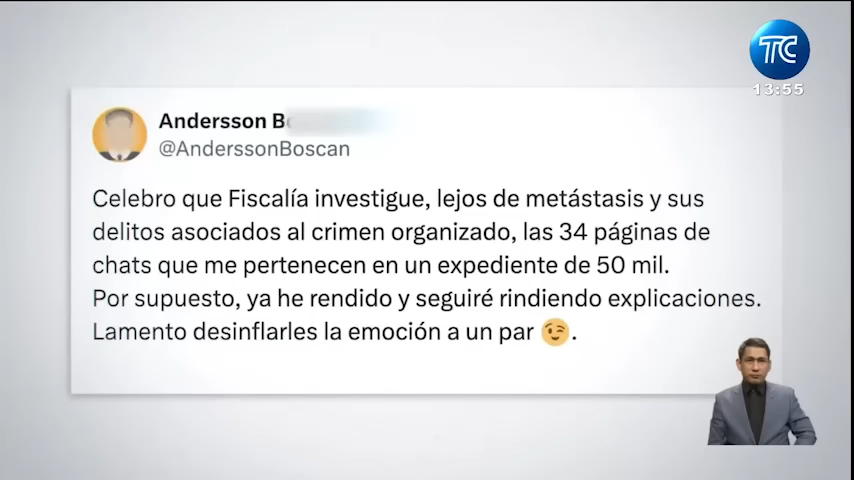 TC
13:55
Andersson B
@AnderssonBoscan
Celebro que Fiscalía investigue, lejos de metástasis y sus
delitos asociados al crimen organizado, las 34 páginas de
chats que me pertenecen en un expediente de 50 mil.
Por supuesto, ya he rendido y seguiré rindiendo explicaciones.
Lamento desinflarles la emoción a un par 😉.